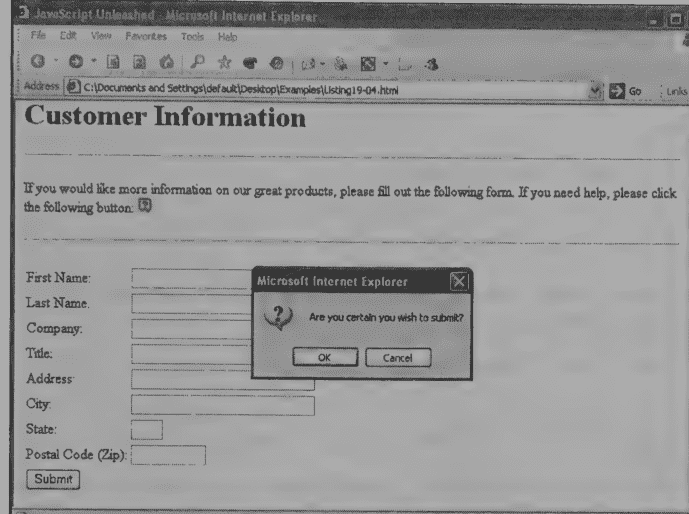 JavaScript Unleashed - Microsoft Internet Explorer
File Edit View Favorites Tools Help
Address C:\Documents and Settings\default\Desktop\Examples\Listing19-04.html Go Links
Customer Information
If you would like more information on our great products, please fill out the following form. If you need help, please click
the following button: ?
First Name:
Last Name.
Company:
Title:
Address
City:
State:
Postal Code (Zip):
Submit
Microsoft Internet Explorer
? Are you certain you wish to submit?
OK Cancel